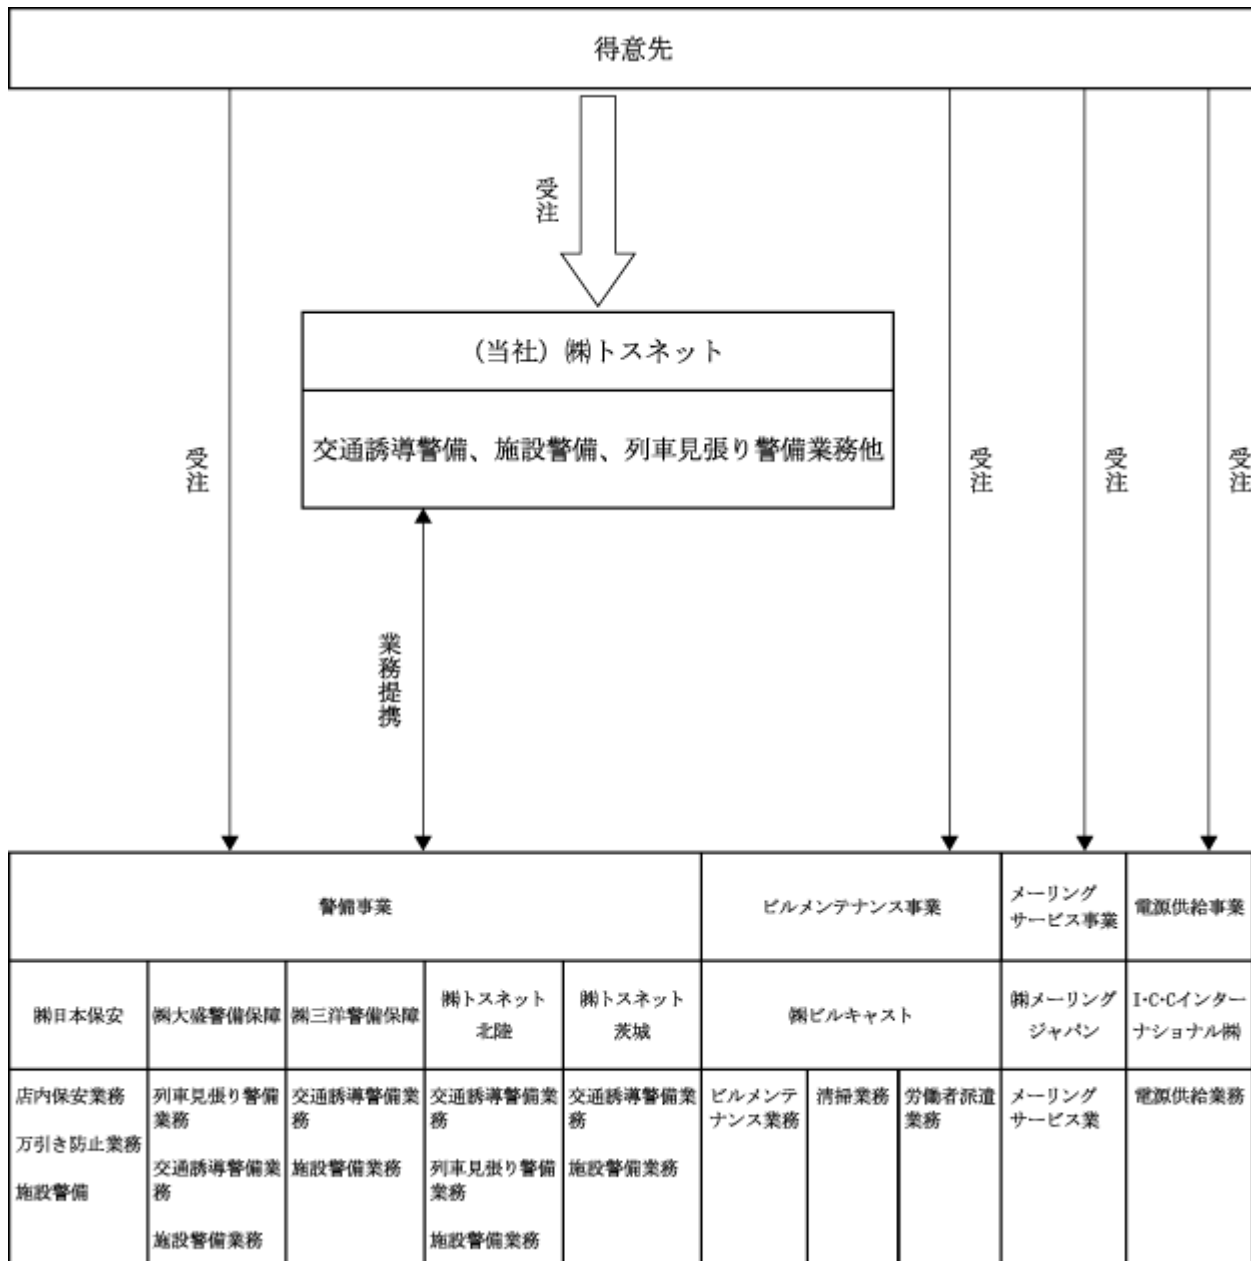 得意先
受注
(当社)㈱トスネット
交通誘導警備、施設警備、列車見張り警備業務他
受注
受注
受注
受注
業務提携
警備事業
ビルメンテナンス事業
メーリング
サービス事業
電源供給事業
㈱日本保安
㈱大盛警備保障
㈱三洋警備保障
㈱トスネット
北陸
㈱トスネット
茨城
㈱ビルキャスト
㈱メーリング
ジャパン
I・C・Cインター
ナショナル㈱
店内保安業務
万引き防止業務
施設警備
列車見張り警備
業務
交通誘導警備業
務
施設警備業務
交通誘導警備業
務
施設警備業務
交通誘導警備業
務
列車見張り警備
業務
施設警備業務
交通誘導警備業
務
施設警備業務
ビルメンテ
ナンス業務
清掃業務
労働者派遣
業務
メーリング
サービス業
電源供給業務